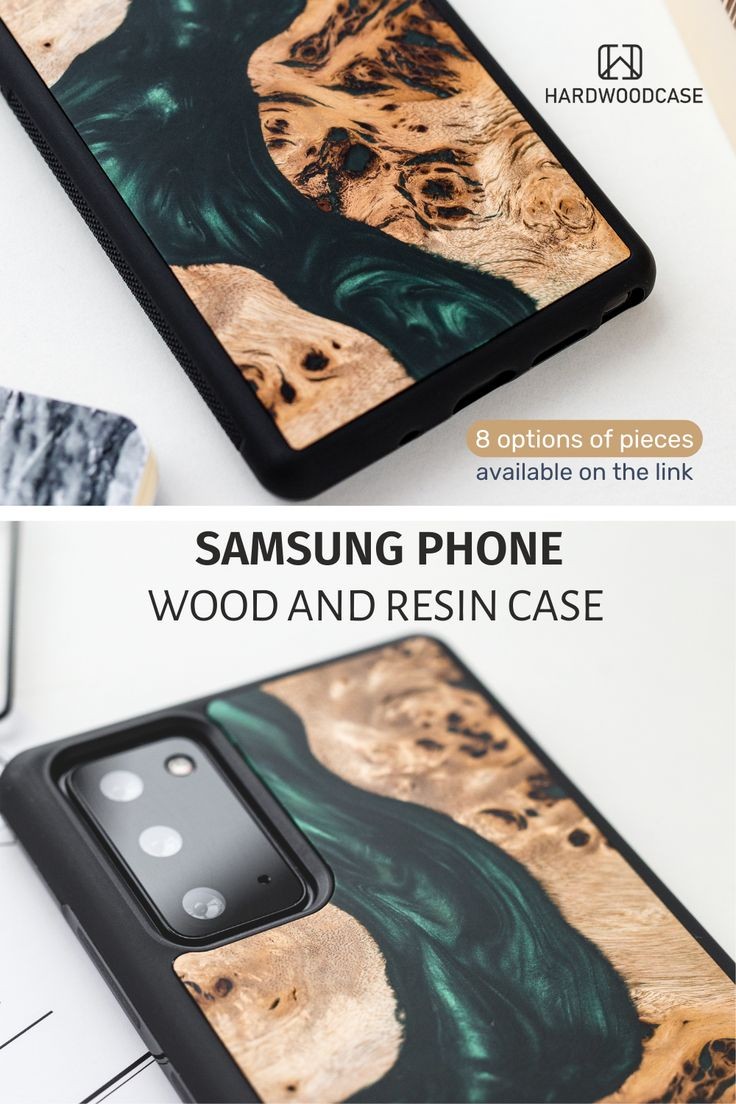 HARDWOODCASE
8 options of pieces
available on the link
SAMSUNG PHONE
WOOD AND RESIN CASE